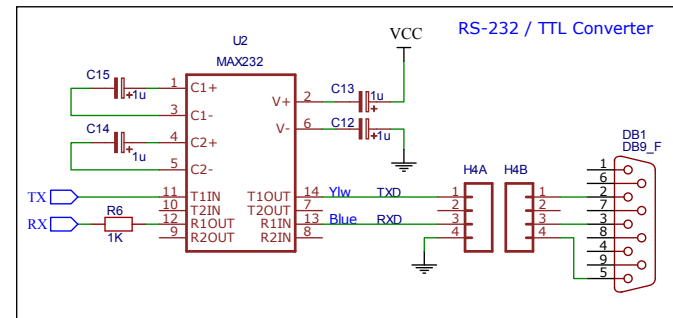 RS-232 / TTL Converter
VCC
U2
MAX232
C15
+1u
C14
+1u
1 C1+
3 C1-
4 C2+
5 C2-
V+ 2
V- 6
C13
1u
+
C12
+1u
TX
RX
R6
1K
11 T1IN
10 T2IN
12 R1OUT
9 R2OUT
T1OUT 14 Ylw TXD
T2OUT 7
R1IN 13 Blue RXD
R2IN 8
H4A
1
2
3
4
H4B
1
2
3
4
DB1
DB9_F
1
6
2
7
3
8
4
9
5